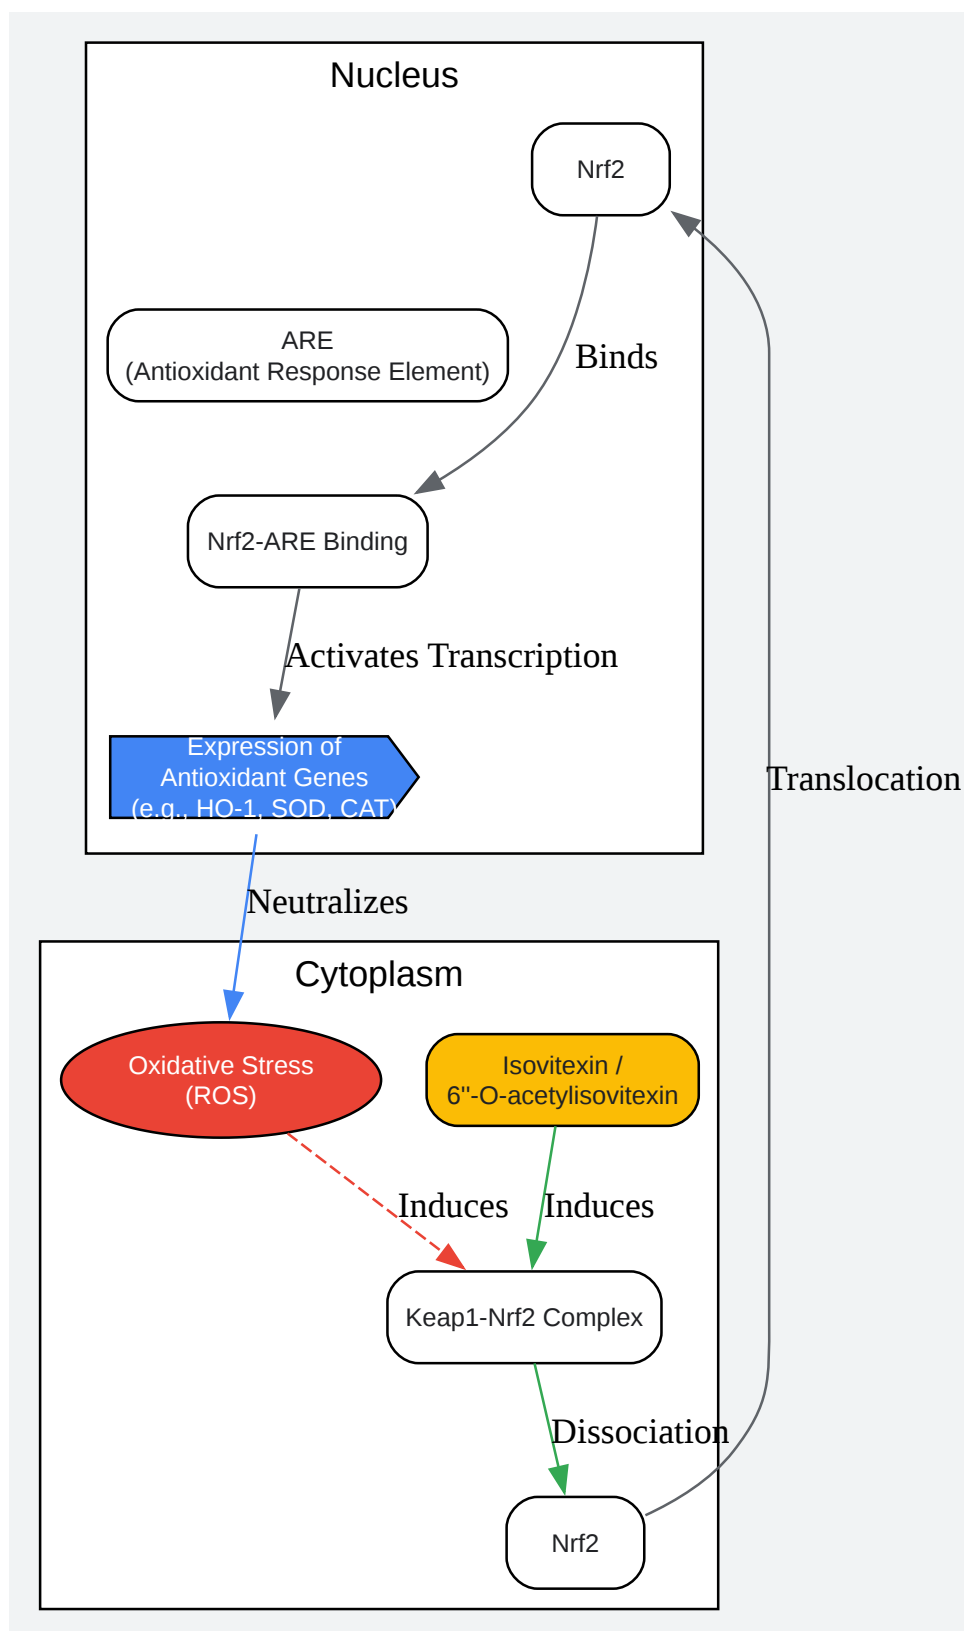 Nucleus
Nrf2
ARE
(Antioxidant Response Element)
Binds
Nrf2-ARE Binding
Activates Transcription
Expression of
Antioxidant Genes
(e.g., HO-1, SOD, CAT)
Translocation
Neutralizes
Cytoplasm
Oxidative Stress
(ROS)
Isovitexin /
6''-O-acetylisovitexin
Induces
Induces
Keap1-Nrf2 Complex
Dissociation
Nrf2